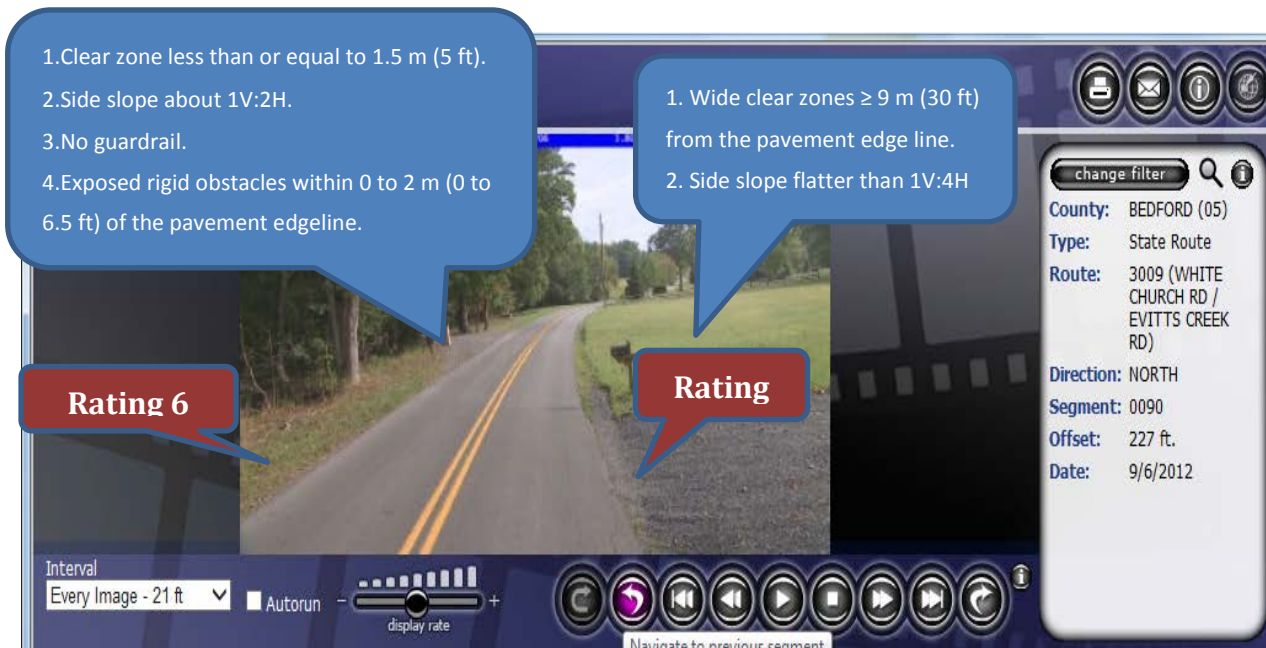 1.Clear zone less than or equal to 1.5 m (5 ft).
2.Side slope about 1V:2H.
3.No guardrail.
4.Exposed rigid obstacles within 0 to 2 m (0 to
6.5 ft) of the pavement edgeline.
1. Wide clear zones ≥ 9 m (30 ft)
from the pavement edge line.
2. Side slope flatter than 1V:4H
Rating 6
Rating
change filter
County: BEDFORD (05)
Type: State Route
Route: 3009 (WHITE
CHURCH RD /
EVITTS CREEK
RD)
Direction: NORTH
Segment: 0090
Offset: 227 ft.
Date: 9/6/2012
Interval
Every Image - 21 ft
Autorun
- +
display rate
Navigate to previous segment